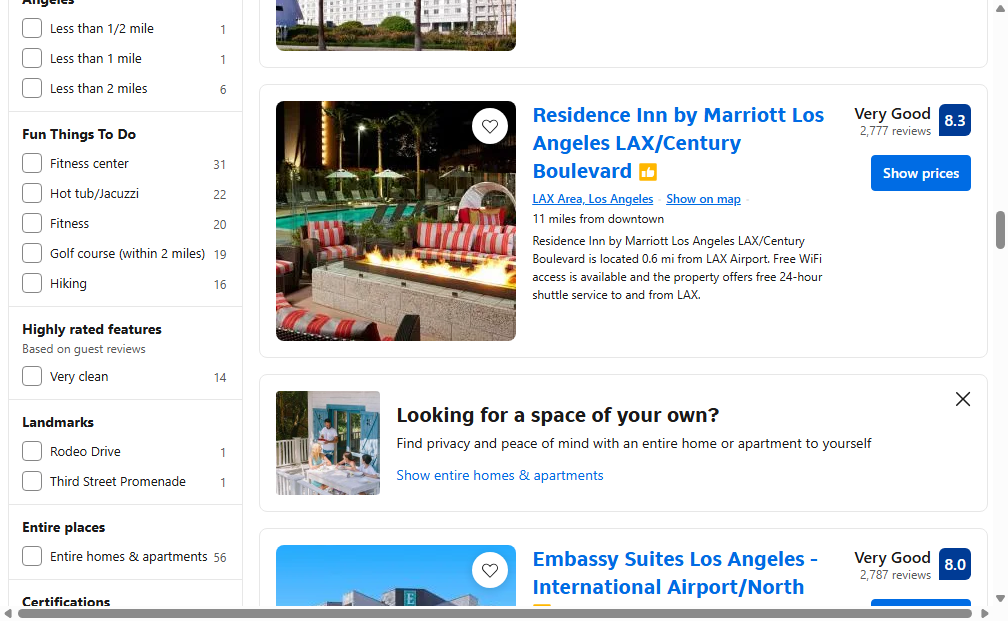 Angeles
Less than 1/2 mile 1
Less than 1 mile 1
Less than 2 miles 6
Fun Things To Do
Fitness center 31
Hot tub/Jacuzzi 22
Fitness 20
Golf course (within 2 miles) 19
Hiking 16
Highly rated features
Based on guest reviews
Very clean 14
Landmarks
Rodeo Drive 1
Third Street Promenade 1
Entire places
Entire homes & apartments 56
Certifications
Residence Inn by Marriott Los
Angeles LAX/Century
Boulevard
LAX Area, Los Angeles · Show on map ·
11 miles from downtown
Residence Inn by Marriott Los Angeles LAX/Century
Boulevard is located 0.6 mi from LAX Airport. Free WiFi
access is available and the property offers free 24-hour
shuttle service to and from LAX.
Very Good 8.3
2,777 reviews
Show prices
Looking for a space of your own?
Find privacy and peace of mind with an entire home or apartment to yourself
Show entire homes & apartments
E
Embassy Suites Los Angeles -
International Airport/North
Very Good 8.0
2,787 reviews